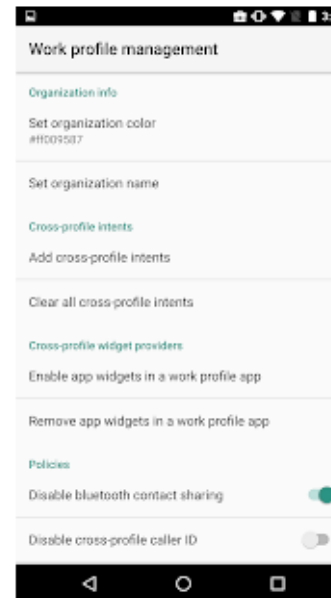 Work profile management
Organization info
Set organization color
#ff009587
Set organization name
Cross-profile intents
Add cross-profile intents
Clear all cross-profile intents
Cross-profile widget providers
Enable app widgets in a work profile app
Remove app widgets in a work profile app
Policies
Disable bluetooth contact sharing
Disable cross-profile caller ID